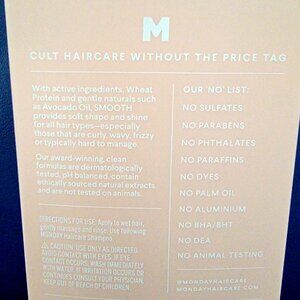 M
CULT HAIRCARE WITHOUT THE PRICE TAG
With active ingredients, Wheat
Protein and gentle naturals such
as Avocado Oil, SMOOTH
provides soft shape and shine
for all hair types—especially
those that are curly, wavy, frizzy
or typically hard to manage.
Our award-winning, clean
formulas are dermatologically
tested, pH balanced, contain
ethically sourced natural extracts
and are not tested on animals.
DIRECTIONS FOR USE: Apply to wet hair,
gently massage and rinse. Use following
MONDAY Haircare Shampoo.
⚠ CAUTION: USE ONLY AS DIRECTED.
AVOID CONTACT WITH EYES. IF EYE
CONTACT OCCURS, WASH IMMEDIATELY
WITH WATER. IF IRRITATION OCCURS OR
CONTINUES CONSULT YOUR PHYSICIAN.
KEEP OUT OF REACH OF CHILDREN.
OUR 'NO' LIST:
NO SULFATES
NO PARABENS
NO PHTHALATES
NO PARAFFINS
NO DYES
NO PALM OIL
NO ALUMINIUM
NO BHA/BHT
NO DEA
NO ANIMAL TESTING
@MONDAYHAIRCARE
MONDAYHAIRCARE.COM